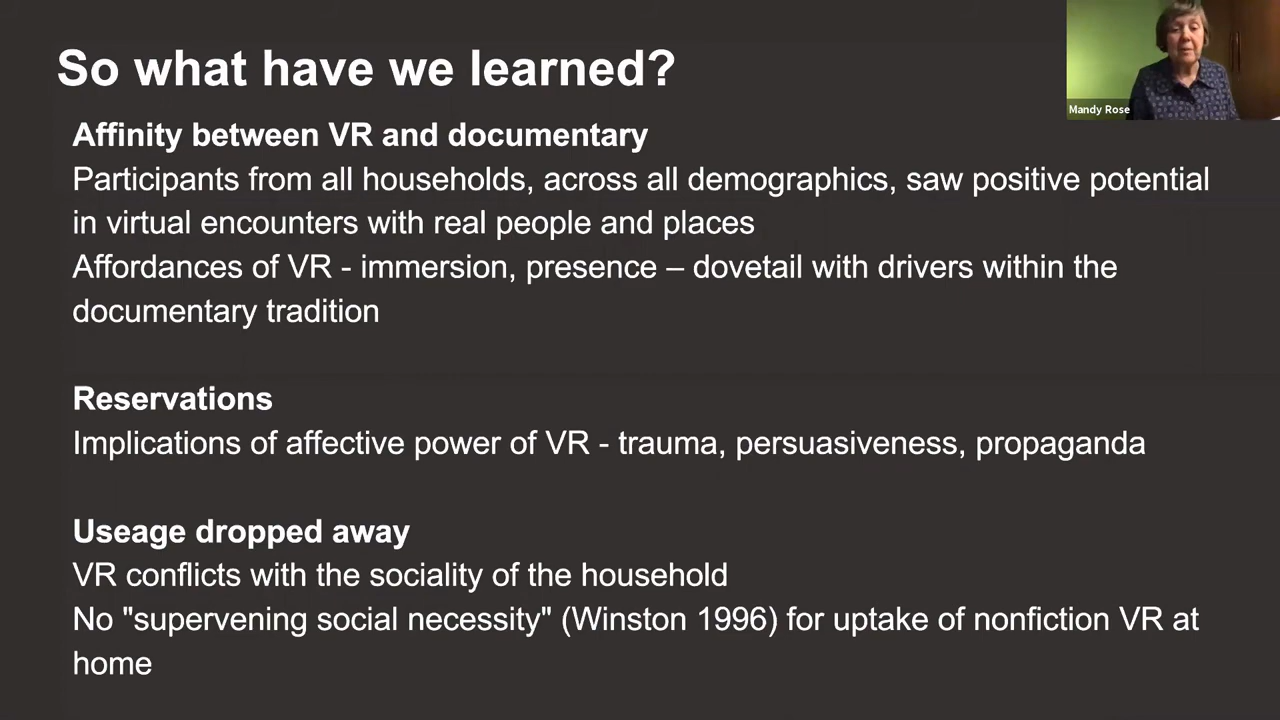 So what have we learned?
Mandy Rose
Affinity between VR and documentary
Participants from all households, across all demographics, saw positive potential
in virtual encounters with real people and places
Affordances of VR - immersion, presence – dovetail with drivers within the
documentary tradition
Reservations
Implications of affective power of VR - trauma, persuasiveness, propaganda
Useage dropped away
VR conflicts with the sociality of the household
No "supervening social necessity" (Winston 1996) for uptake of nonfiction VR at
home